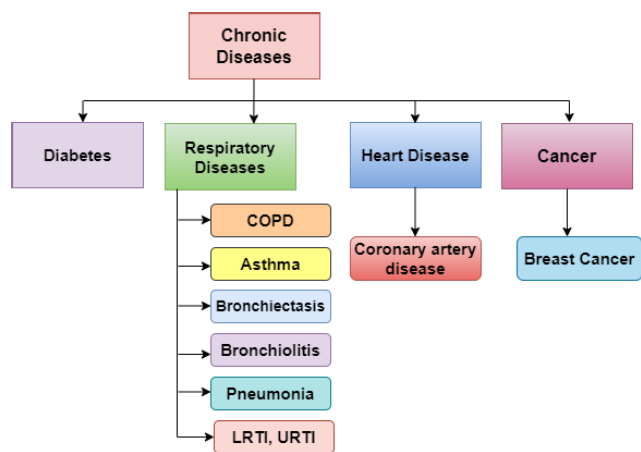 Chronic
Diseases
Diabetes
Respiratory
Diseases
Heart Disease
Cancer
COPD
Asthma
Bronchiectasis
Bronchiolitis
Pneumonia
LRTI, URTI
Coronary artery
disease
Breast Cancer